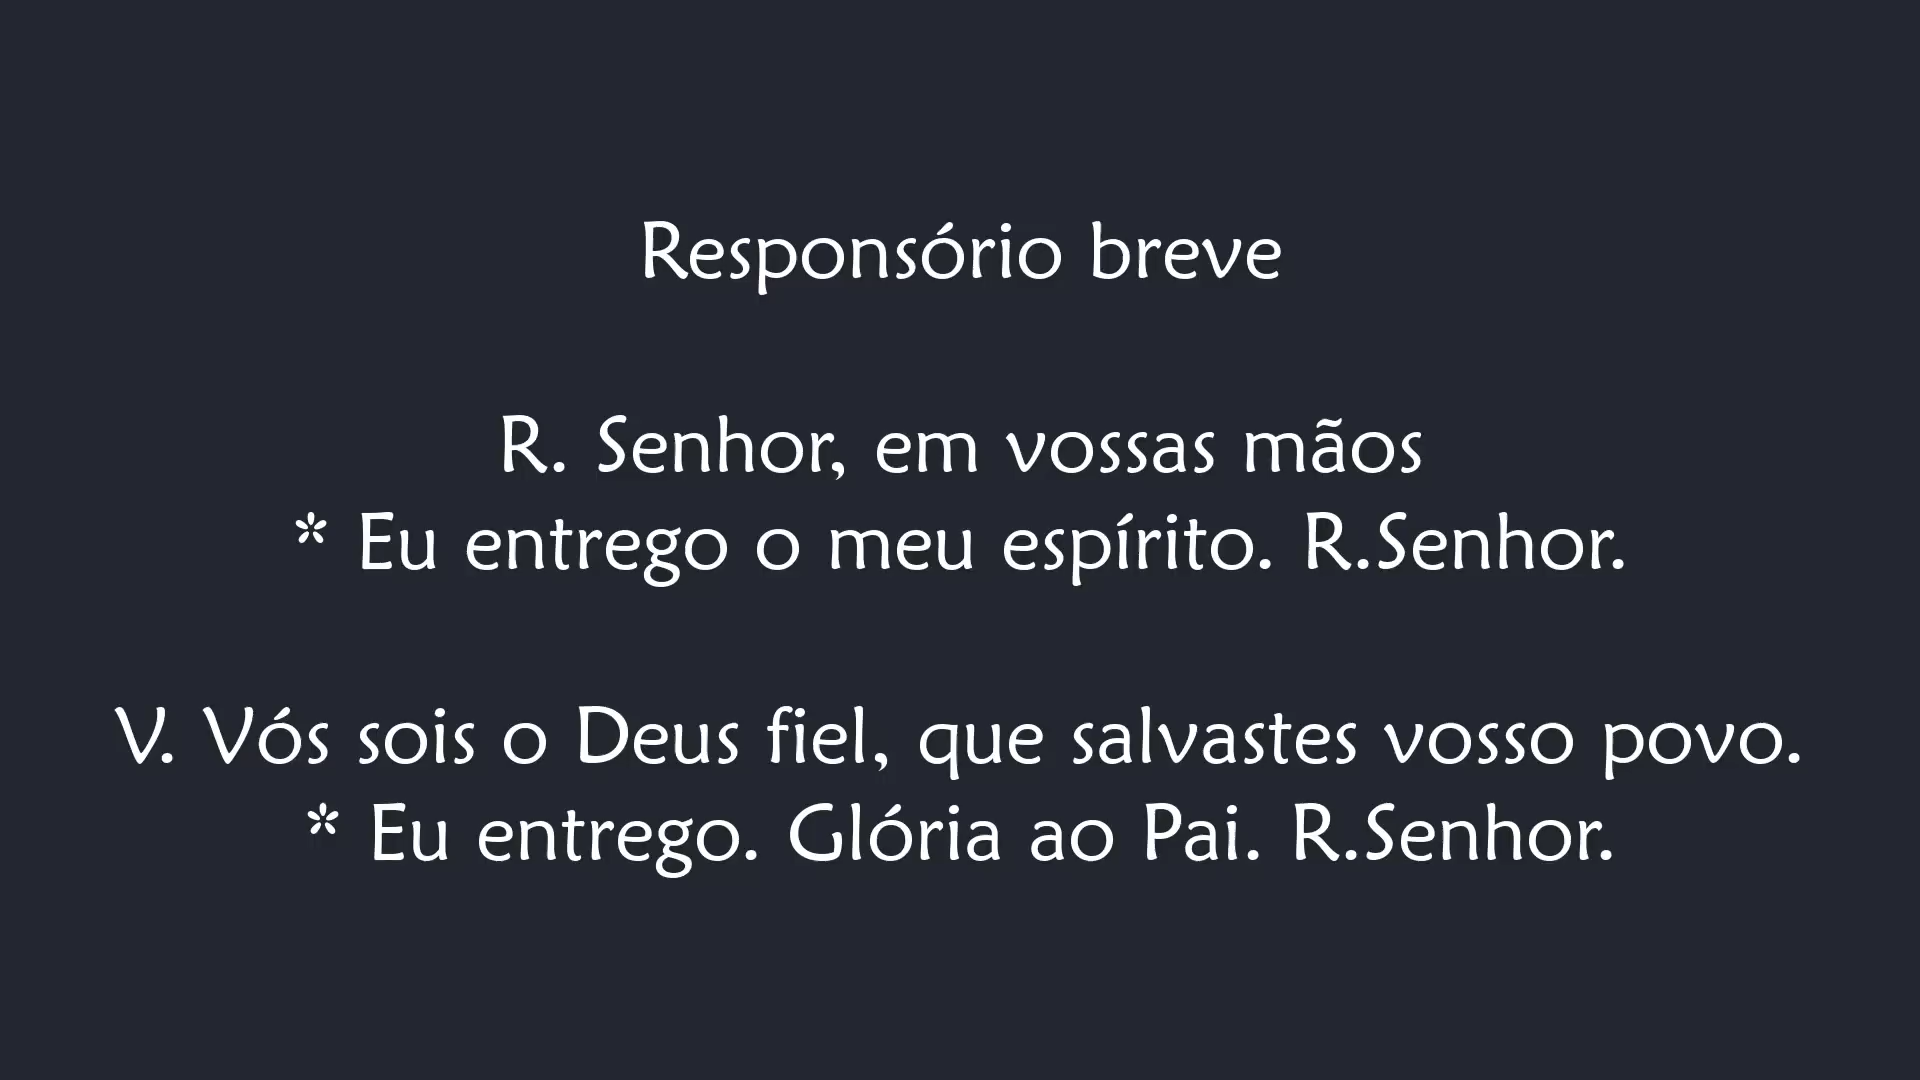 Responsório breve
R. Senhor, em vossas mãos
* Eu entrego o meu espírito. R.Senhor.
V. Vós sois o Deus fiel, que salvastes vosso povo.
* Eu entrego. Glória ao Pai. R.Senhor.